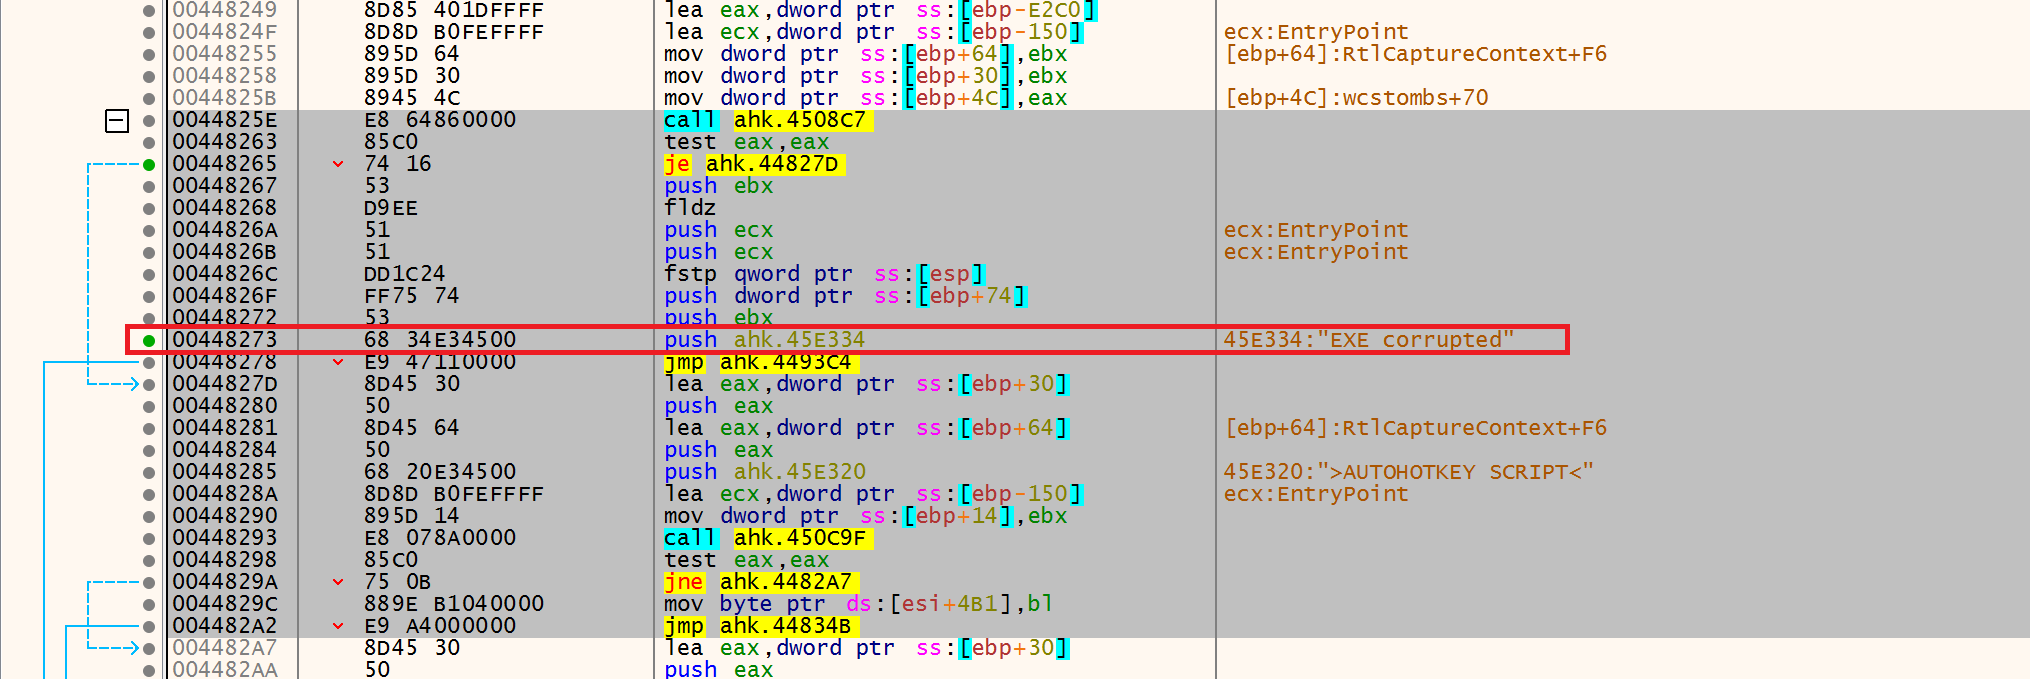 00448249 8D85 401DFFFF lea eax,dword ptr ss:[ebp-E2C0]
0044824F 8D8D B0FEFFFF lea ecx,dword ptr ss:[ebp-150] ecx:EntryPoint
00448255 895D 64 mov dword ptr ss:[ebp+64],ebx [ebp+64]:RtlCaptureContext+F6
00448258 895D 30 mov dword ptr ss:[ebp+30],ebx
0044825B 8945 4C mov dword ptr ss:[ebp+4C],eax [ebp+4C]:wcstombs+70
0044825E E8 64860000 call ahk.4508C7
00448263 85C0 test eax,eax
00448265 74 16 je ahk.44827D
00448267 53 push ebx
00448268 D9EE fldz
0044826A 51 push ecx ecx:EntryPoint
0044826B 51 push ecx ecx:EntryPoint
0044826C DD1C24 fstp qword ptr ss:[esp]
0044826F FF75 74 push dword ptr ss:[ebp+74]
00448272 53 push ebx
00448273 68 34E34500 push ahk.45E334 45E334:"EXE corrupted"
00448278 E9 47110000 jmp ahk.4493C4
0044827D 8D45 30 lea eax,dword ptr ss:[ebp+30]
00448280 50 push eax
00448281 8D45 64 lea eax,dword ptr ss:[ebp+64] [ebp+64]:RtlCaptureContext+F6
00448284 50 push eax
00448285 68 20E34500 push ahk.45E320 45E320:">AUTOHOTKEY SCRIPT<"
0044828A 8D8D B0FEFFFF lea ecx,dword ptr ss:[ebp-150] ecx:EntryPoint
00448290 895D 14 mov dword ptr ss:[ebp+14],ebx
00448293 E8 078A0000 call ahk.450C9F
00448298 85C0 test eax,eax
0044829A 75 0B jne ahk.4482A7
0044829C 889E B1040000 mov byte ptr ds:[esi+4B1],bl
004482A2 E9 A4000000 jmp ahk.44834B
004482A7 8D45 30 lea eax,dword ptr ss:[ebp+30]
004482AA 50 push eax